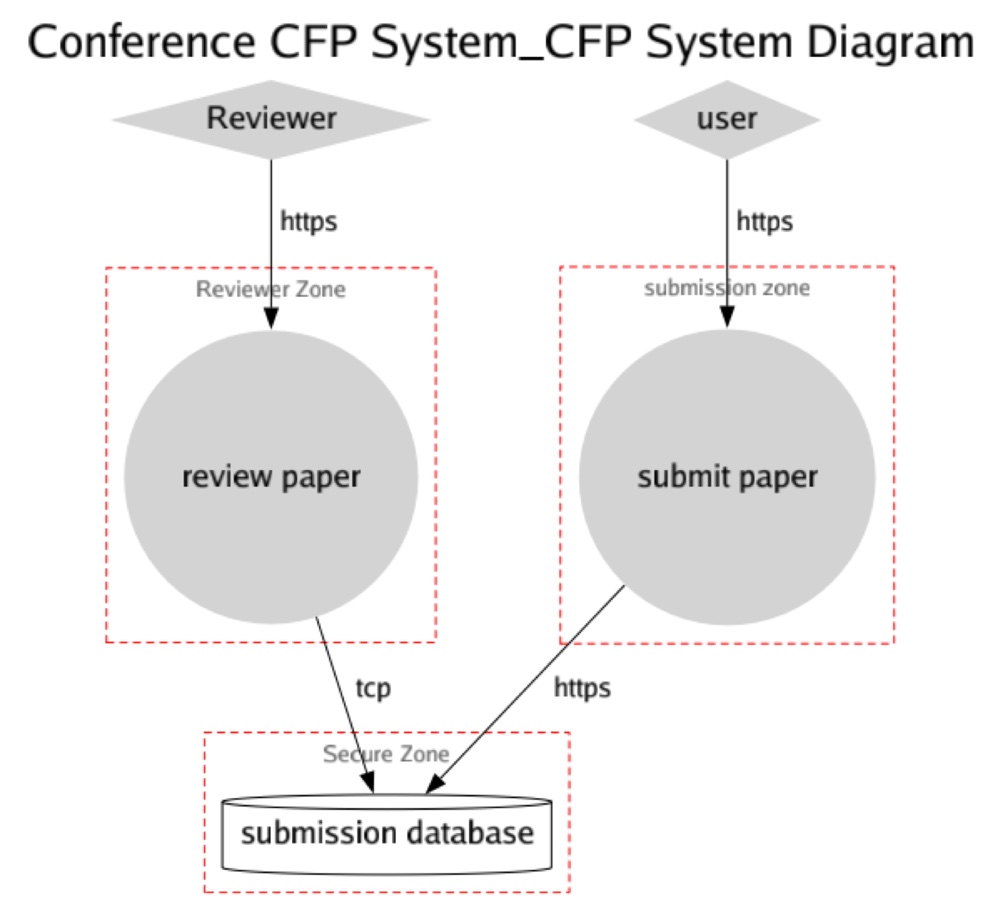 Conference CFP System_CFP System Diagram
Reviewer
user
https
https
Reviewer Zone
submission zone
review paper
submit paper
tcp
https
Secure Zone
submission database